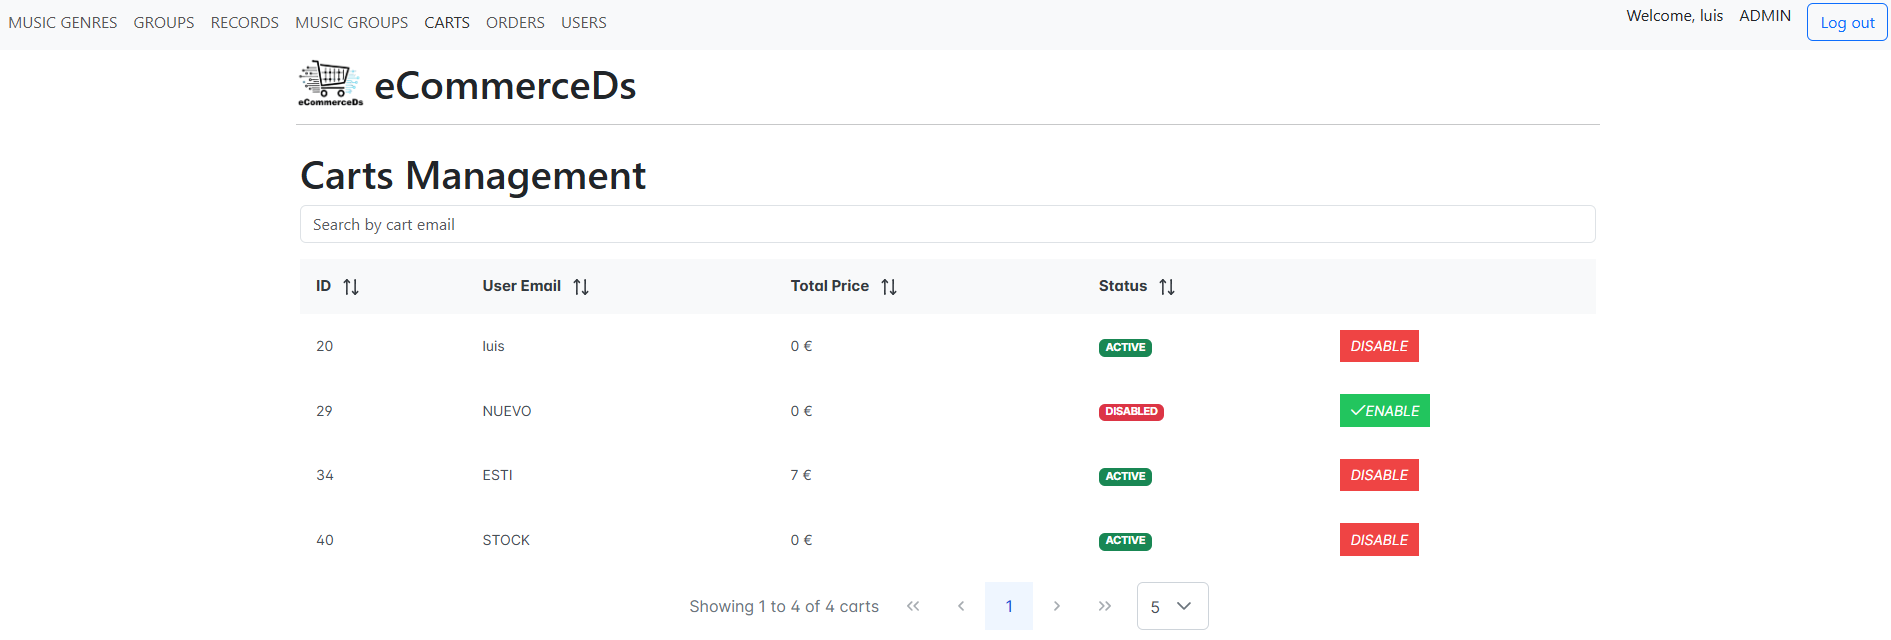 MUSIC GENRES GROUPS RECORDS MUSIC GROUPS CARTS ORDERS USERS Welcome, luis ADMIN Log out
eCommerceDs eCommerceDs
Carts Management
Search by cart email
ID User Email Total Price Status
20 luis 0 € ACTIVE DISABLE
29 NUEVO 0 € DISABLED ENABLE
34 ESTI 7 € ACTIVE DISABLE
40 STOCK 0 € ACTIVE DISABLE
Showing 1 to 4 of 4 carts 1 5